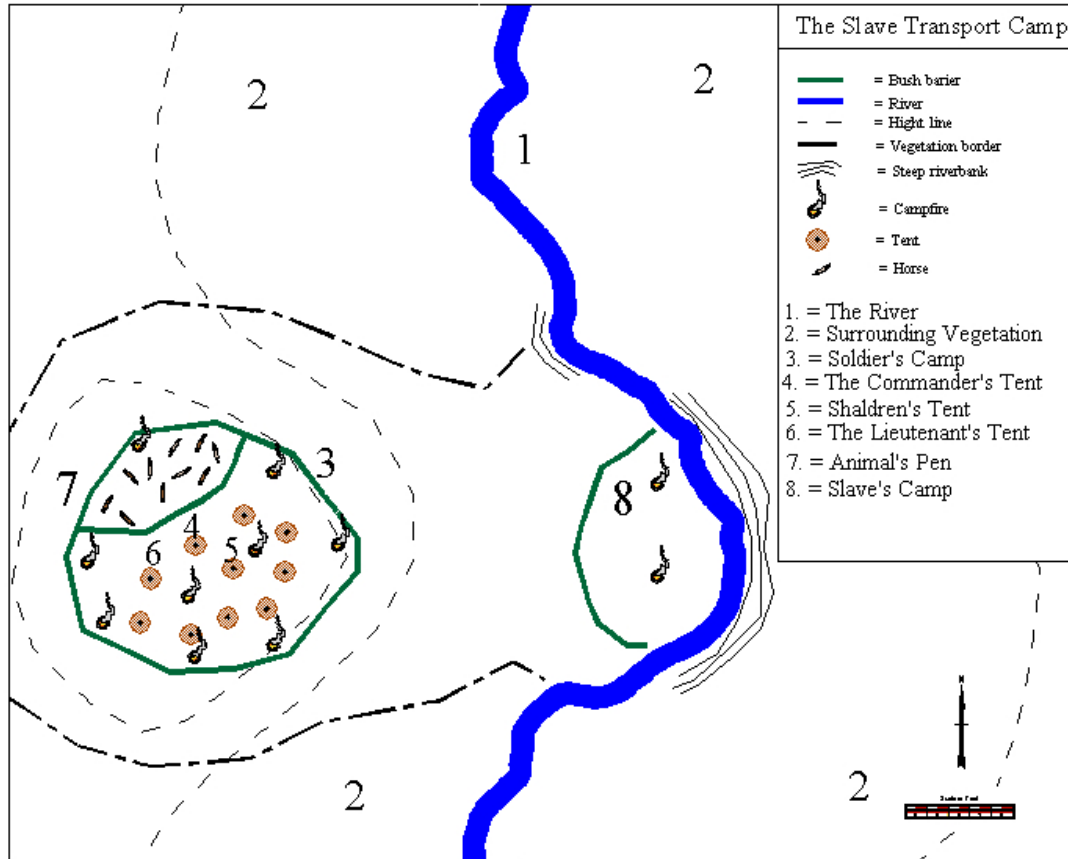 The Slave Transport Camp
= Bush barier
= River
= Hight line
= Vegetation border
= Steep riverbank
= Campfire
= Tent
= Horse
1. = The River
2. = Surrounding Vegetation
3. = Soldier's Camp
4. = The Commander's Tent
5. = Shaldren's Tent
6. = The Lieutenant's Tent
7. = Animal's Pen
8. = Slave's Camp
2
2
1
3
7
4
6
5
8
2
2
N